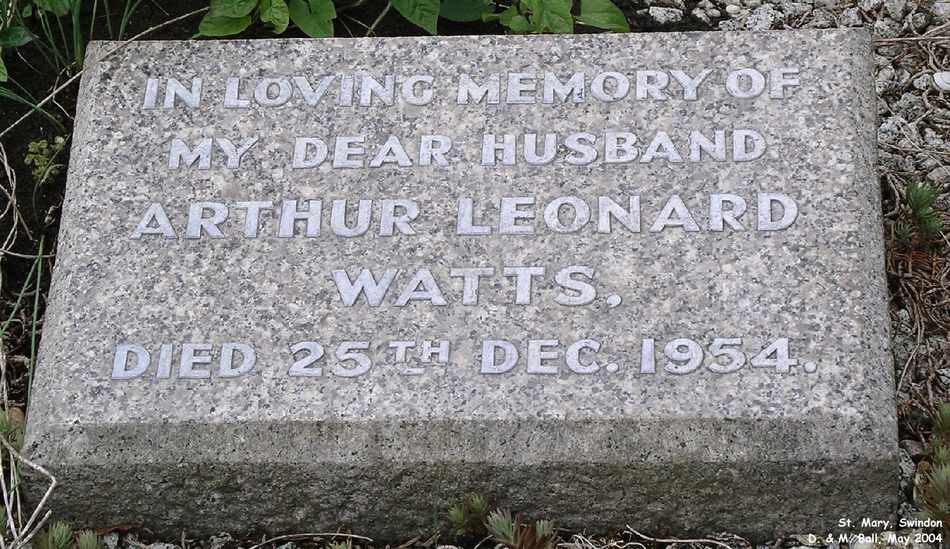 IN LOVING MEMORY OF
MY DEAR HUSBAND
ARTHUR LEONARD
WATTS,
DIED 25TH DEC. 1954.
St. Mary, Swindon
D. & M. Ball, May 2004